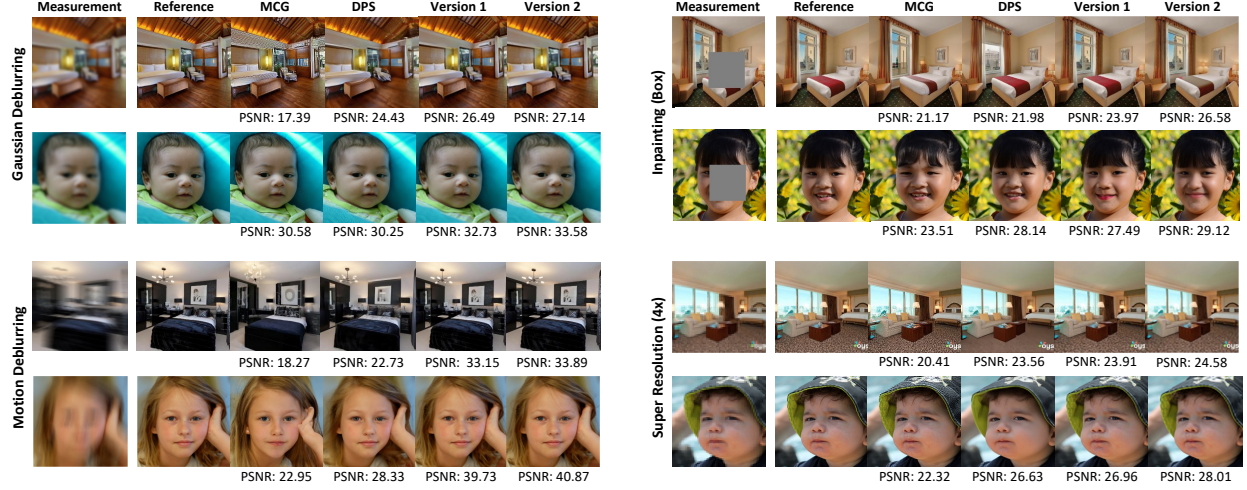 Measurement Reference MCG DPS Version 1 Version 2
Gaussian Deblurring
PSNR: 17.39 PSNR: 24.43 PSNR: 26.49 PSNR: 27.14
PSNR: 30.58 PSNR: 30.25 PSNR: 32.73 PSNR: 33.58
Motion Deblurring
PSNR: 18.27 PSNR: 22.73 PSNR: 33.15 PSNR: 33.89
PSNR: 22.95 PSNR: 28.33 PSNR: 39.73 PSNR: 40.87
Measurement Reference MCG DPS Version 1 Version 2
Inpainting (Box)
PSNR: 21.17 PSNR: 21.98 PSNR: 23.97 PSNR: 26.58
PSNR: 23.51 PSNR: 28.14 PSNR: 27.49 PSNR: 29.12
Super Resolution (4x)
PSNR: 20.41 PSNR: 23.56 PSNR: 23.91 PSNR: 24.58
PSNR: 22.32 PSNR: 26.63 PSNR: 26.96 PSNR: 28.01